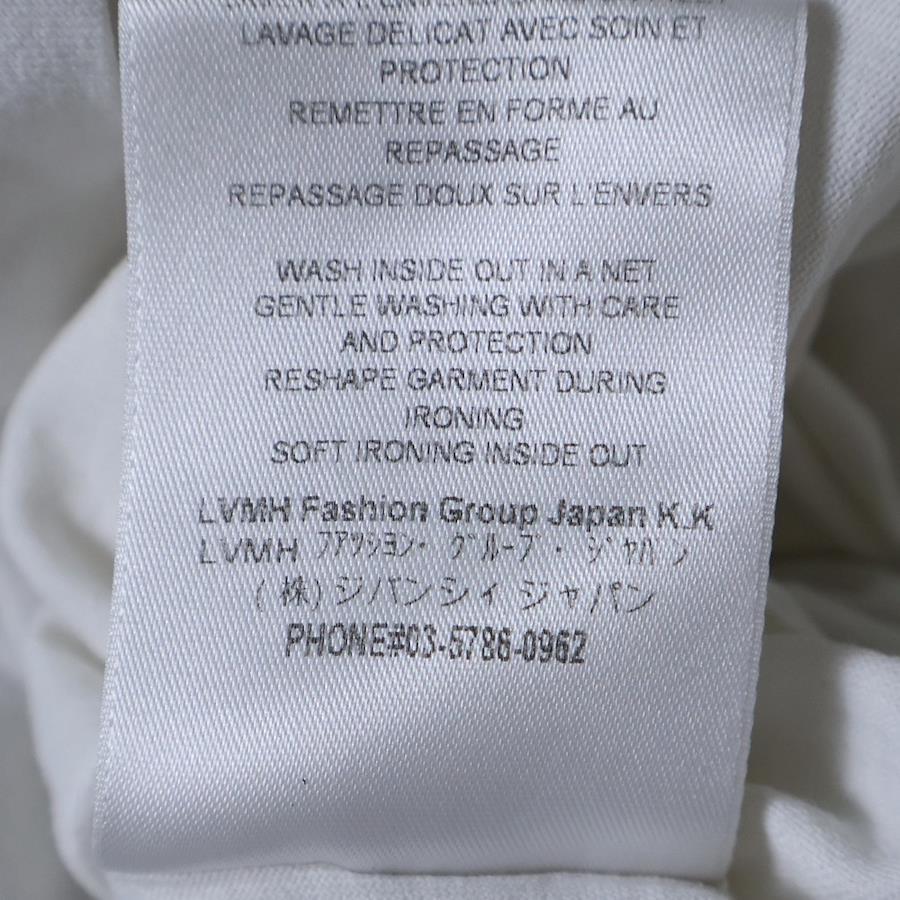 LAVAGE DELICAT AVEC SOIN ET
PROTECTION
REMETTRE EN FORME AU
REPASSAGE
REPASSAGE DOUX SUR L'ENVERS
WASH INSIDE OUT IN A NET
GENTLE WASHING WITH CARE
AND PROTECTION
RESHAPE GARMENT DURING
IRONING
SOFT IRONING INSIDE OUT
LVMH Fashion Group Japan K.K
LVMH ファッション・グループ・ジャパン
(株)ジバンシィ ジャパン
PHONE#03-5786-0962